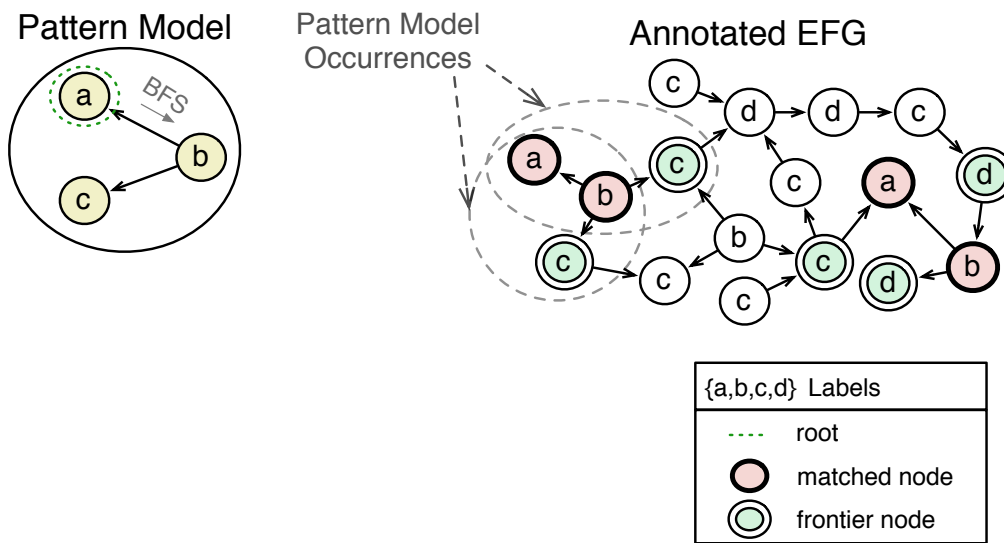 Pattern Model
a
BFS
b
c
Pattern Model
Occurrences
Annotated EFG
c
d
d
c
a
c
d
b
c
a
b
c
c
c
b
d
c
{a,b,c,d} Labels
root
matched node
frontier node